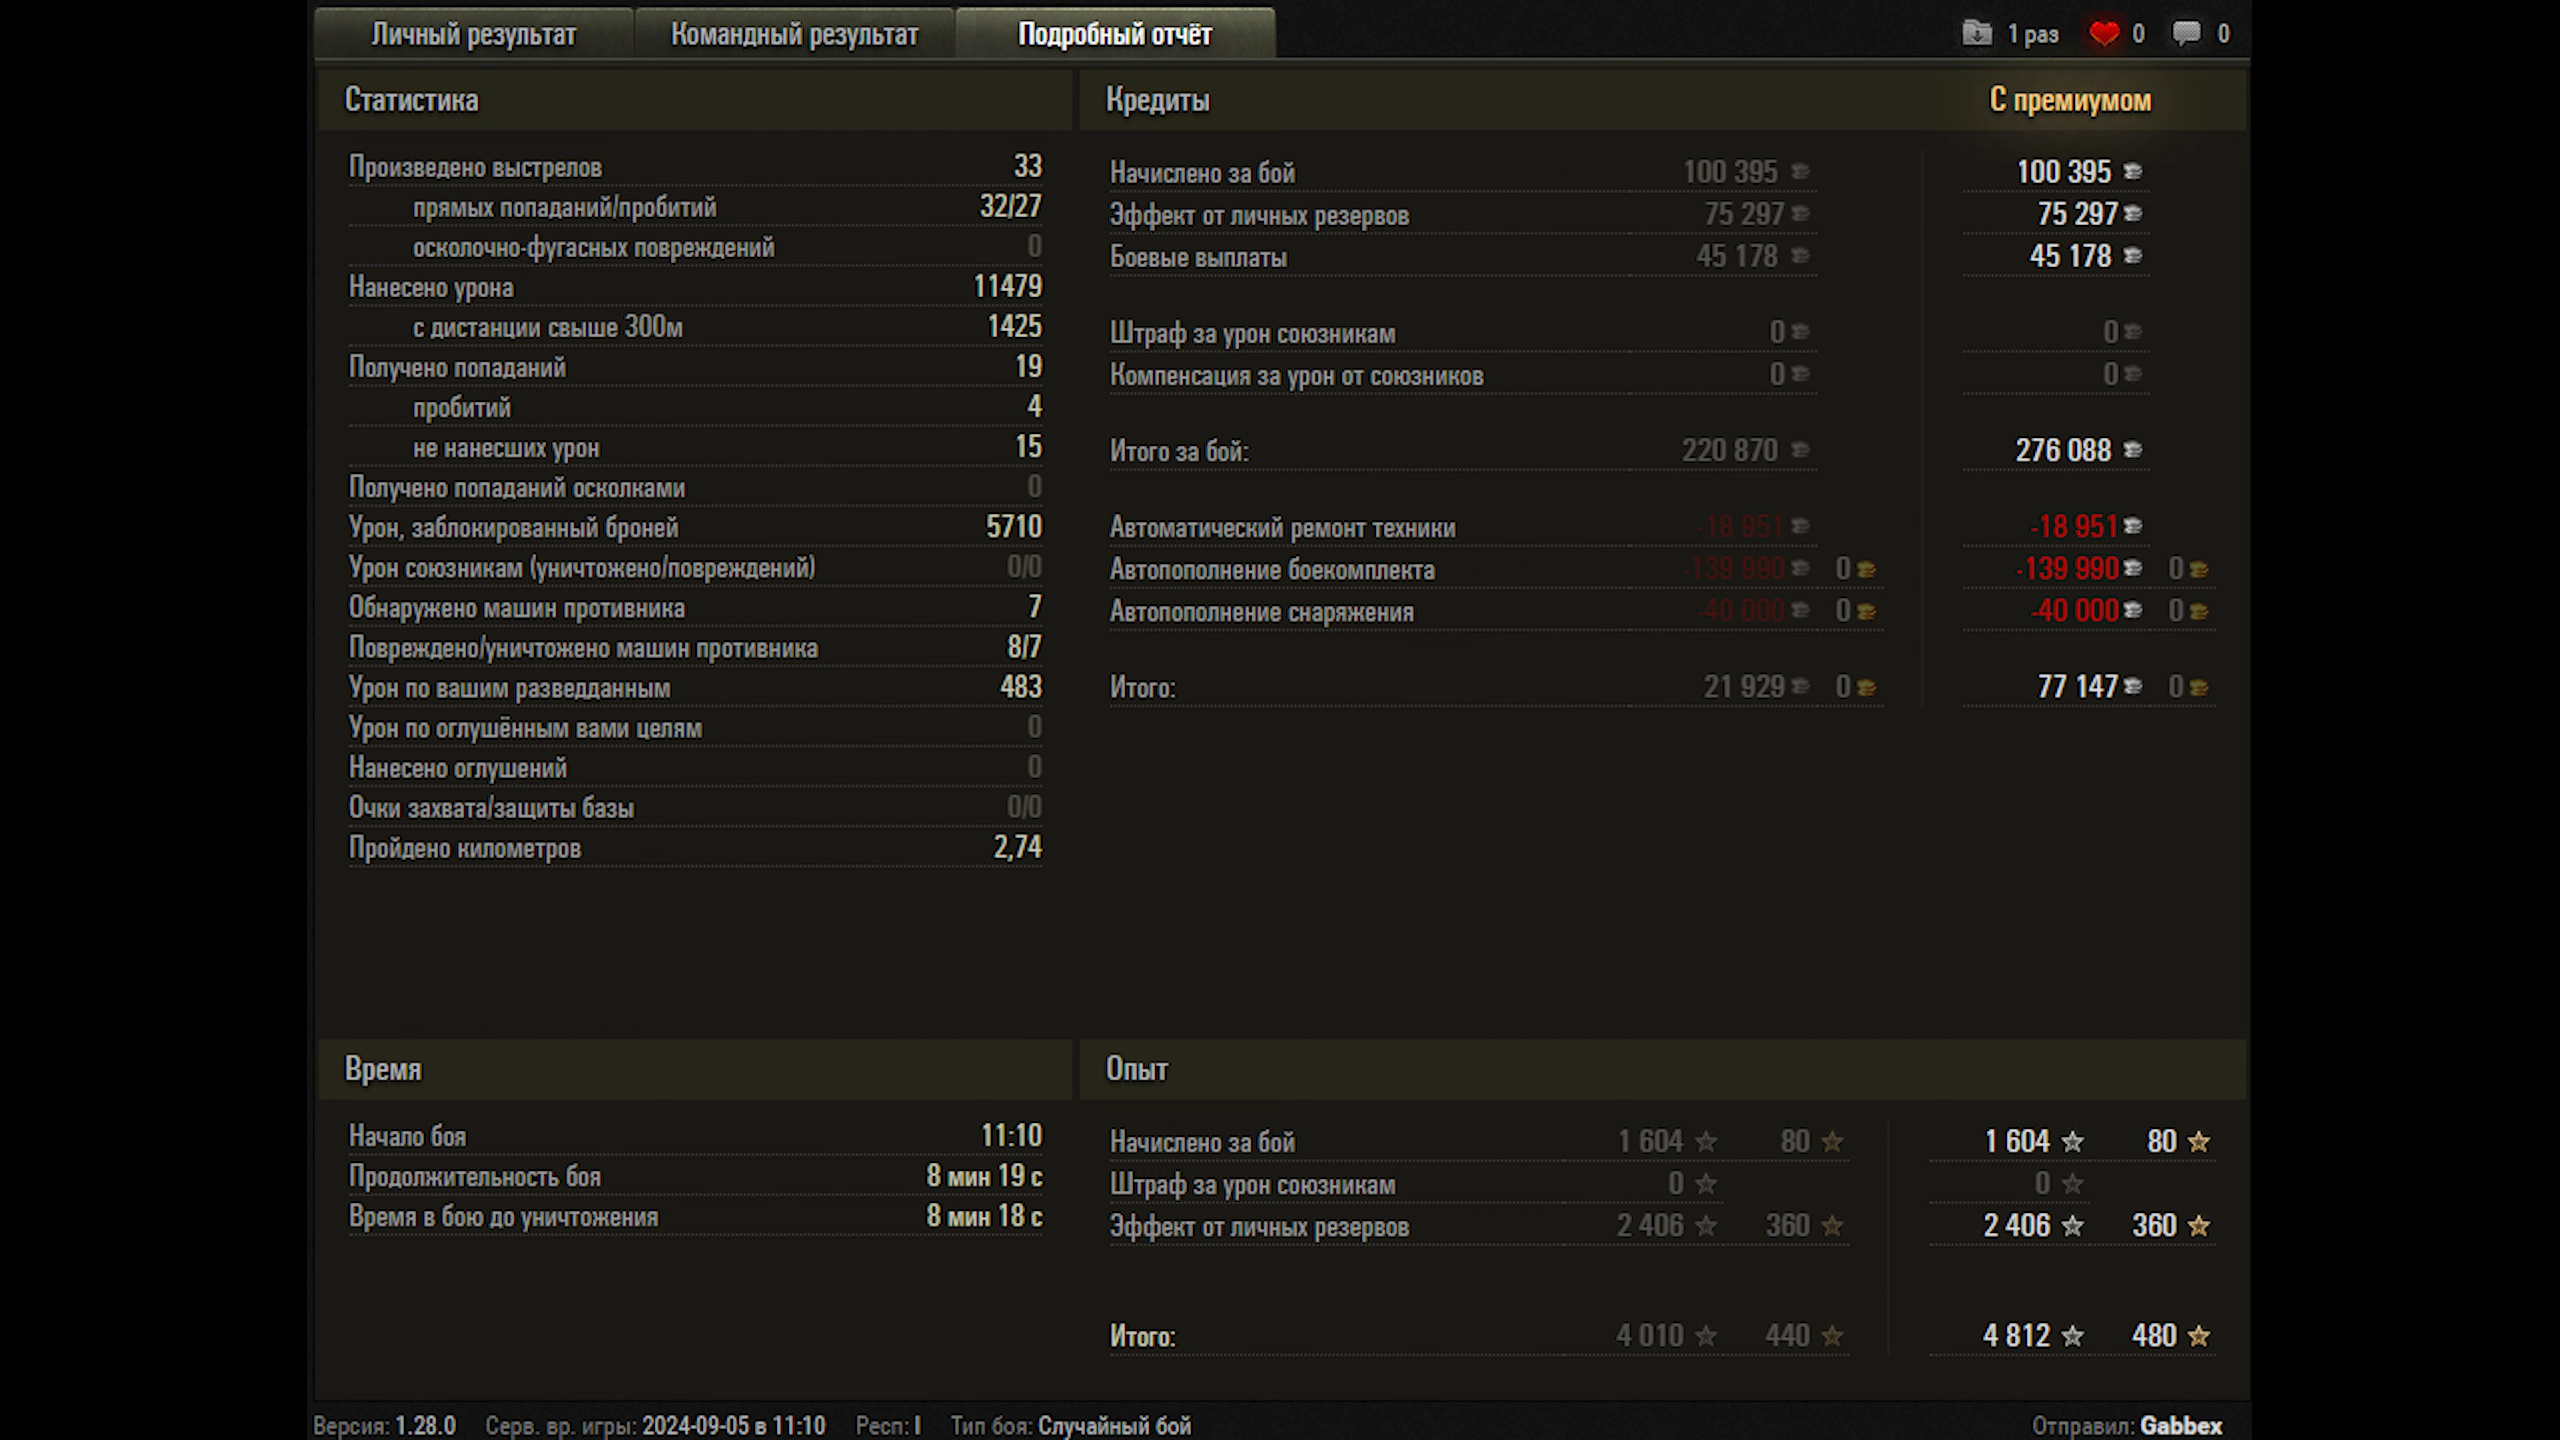 Личный результат Командный результат Подробный отчёт 1 раз 0 0
Статистика
Произведено выстрелов 33
прямых попаданий/пробитий 32/27
осколочно-фугасных повреждений 0
Нанесено урона 11479
с дистанции свыше 300м 1425
Получено попаданий 19
пробитий 4
не нанесших урон 15
Получено попаданий осколками 0
Урон, заблокированный броней 5710
Урон союзникам (уничтожено/повреждений) 0/0
Обнаружено машин противника 7
Повреждено/уничтожено машин противника 8/7
Урон по вашим разведданным 483
Урон по оглушённым вами целям 0
Нанесено оглушений 0
Очки захвата/защиты базы 0/0
Пройдено километров 2,74
Кредиты С премиумом
Начислено за бой 100 395 100 395
Эффект от личных резервов 75 297 75 297
Боевые выплаты 45 178 45 178
Штраф за урон союзникам 0 0
Компенсация за урон от союзников 0 0
Итого за бой: 220 870 276 088
Автоматический ремонт техники -18 951 -18 951
Автопополнение боекомплекта -139 990 0 -139 990 0
Автопополнение снаряжения -40 000 0 -40 000 0
Итого: 21 929 0 77 147 0
Время
Начало боя 11:10
Продолжительность боя 8 мин 19 с
Время в бою до уничтожения 8 мин 18 с
Опыт
Начислено за бой 1 604 80 1 604 80
Штраф за урон союзникам 0 0
Эффект от личных резервов 2 406 360 2 406 360
Итого: 4 010 440 4 812 480
Версия: 1.28.0 Серв. вр. игры: 2024-09-05 в 11:10 Респ: I Тип боя: Случайный бой Отправил: Gabbex